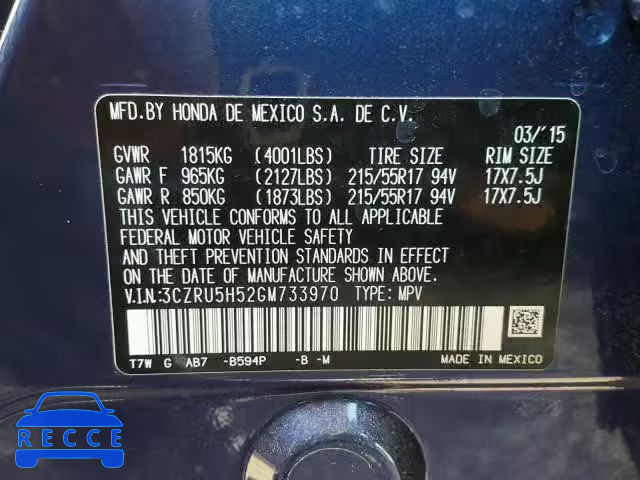 MFD.BY HONDA DE MEXICO S.A. DE C.V.
03/'15
GVWR 1815KG (4001LBS) TIRE SIZE RIM SIZE
GAWR F 965KG (2127LBS) 215/55R17 94V 17X7.5J
GAWR R 850KG (1873LBS) 215/55R17 94V 17X7.5J
THIS VEHICLE CONFORMS TO ALL APPLICABLE
FEDERAL MOTOR VEHICLE SAFETY
AND THEFT PREVENTION STANDARDS IN EFFECT
ON THE DATE OF MANUFACTURE SHOWN ABOVE.
V.I.N:3CZRU5H52GM733970 TYPE: MPV
T7W G AB7 -B594P -B -M MADE IN MEXICO
RECCE